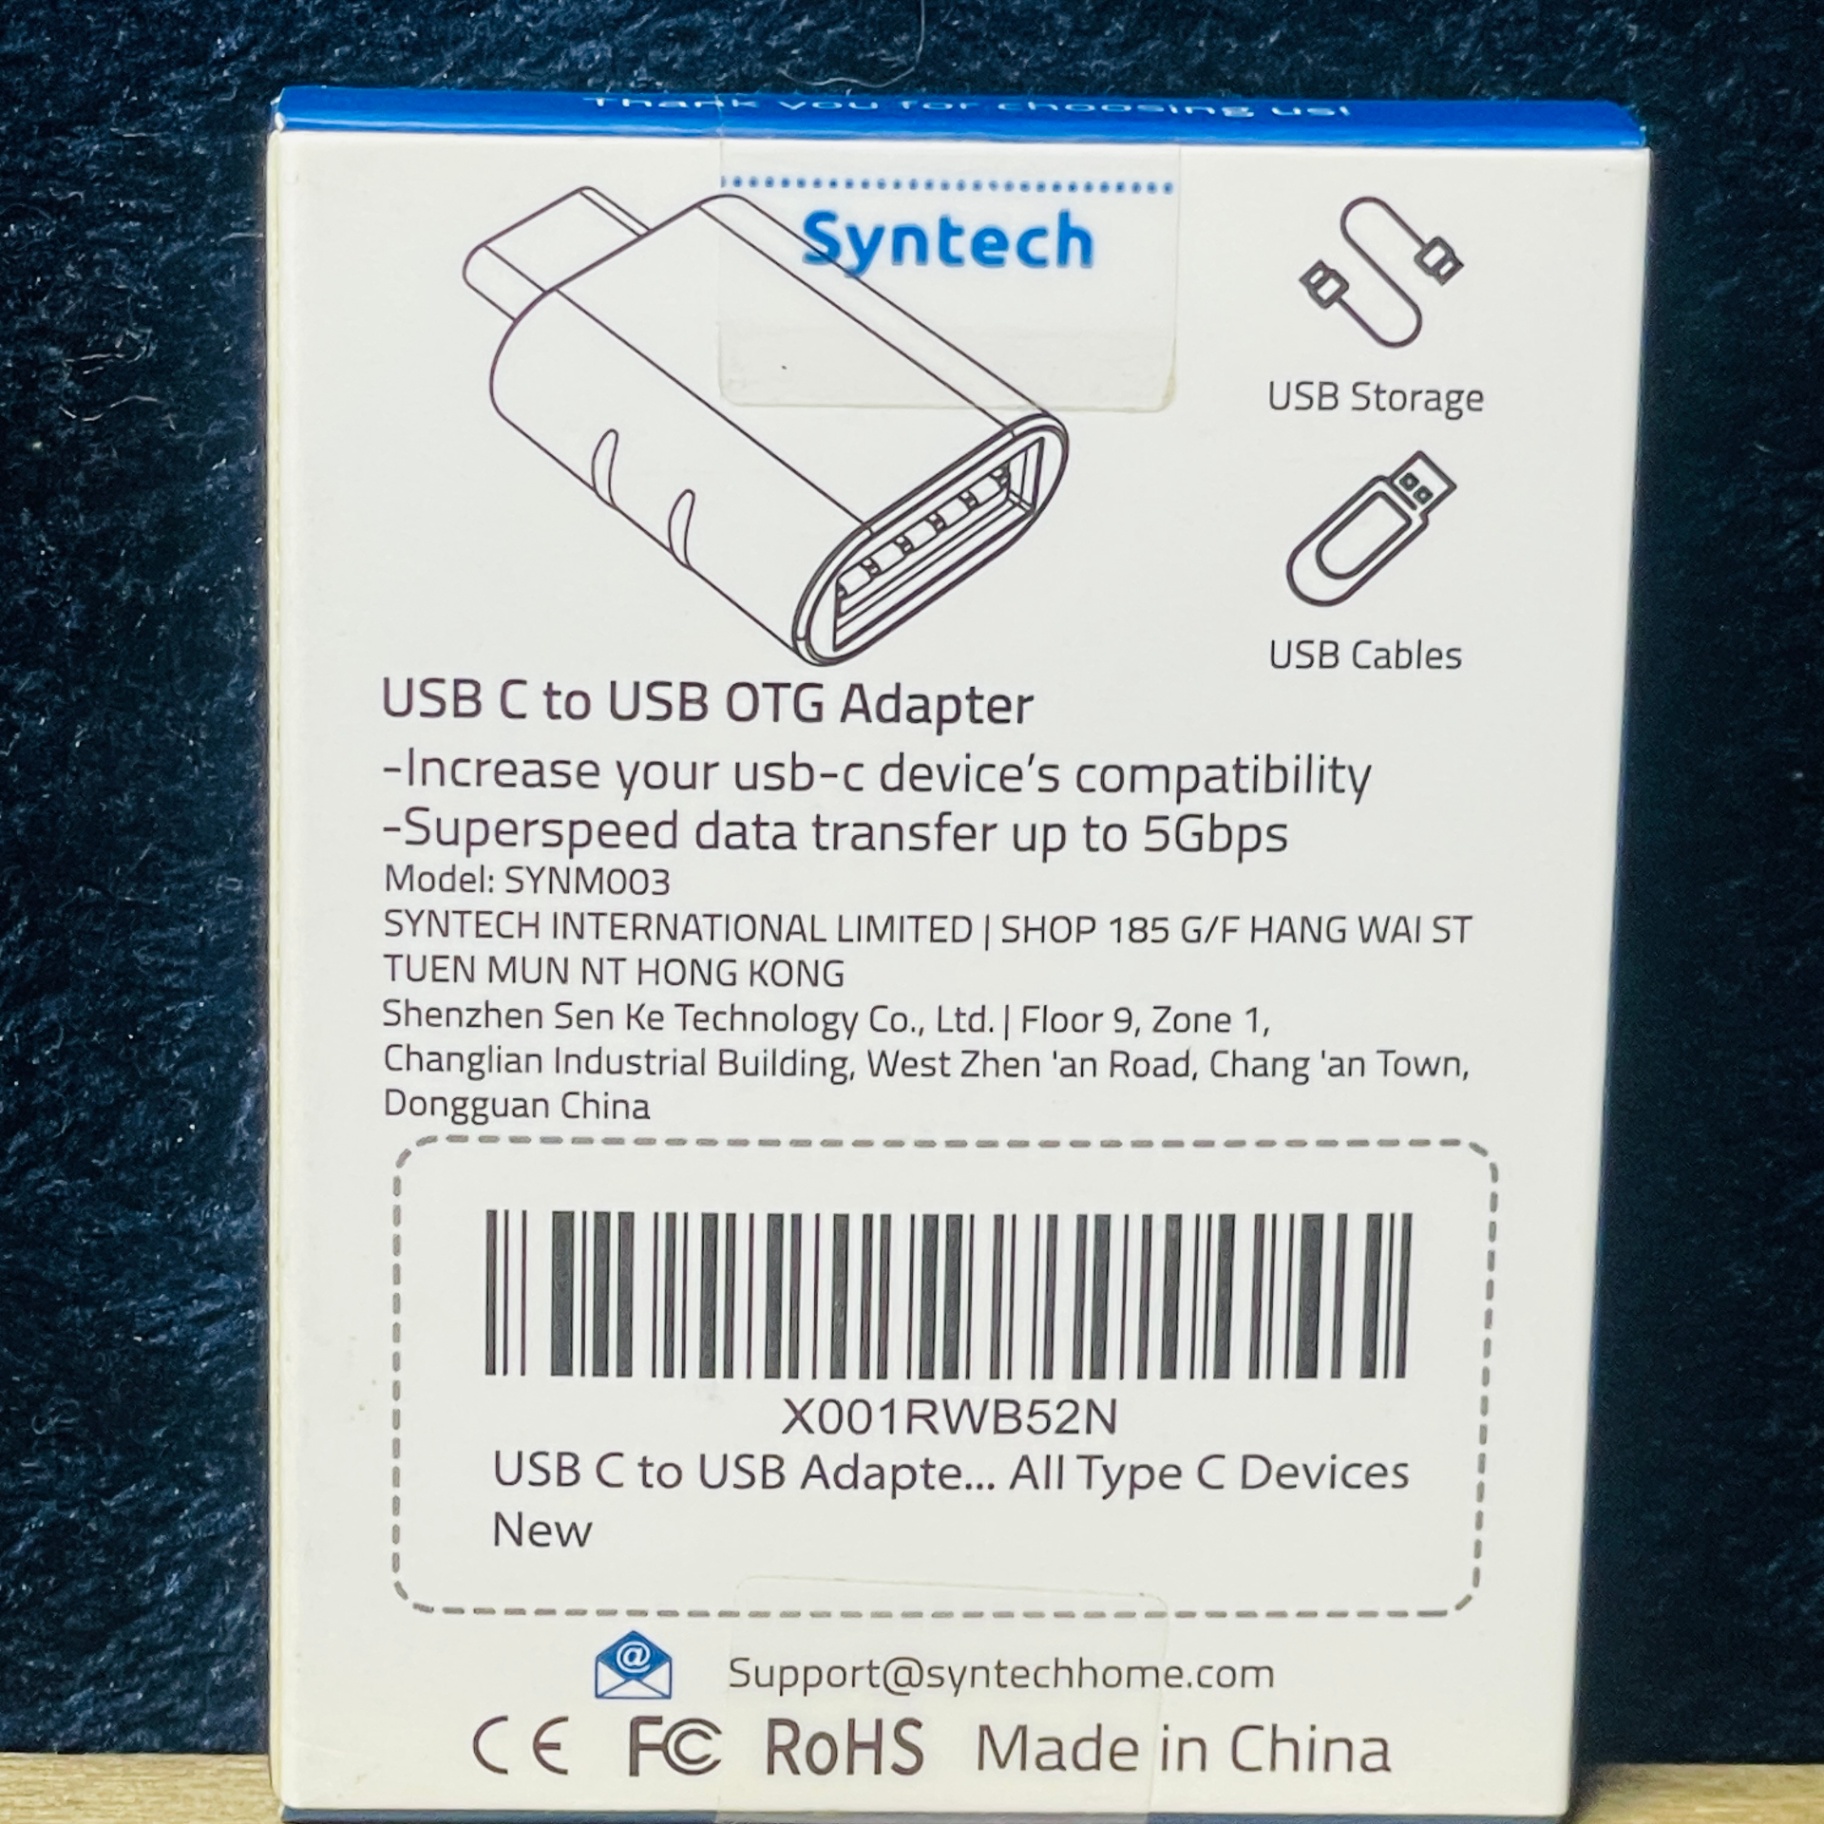 Thank you for choosing us!
Syntech
USB Storage
USB Cables
USB C to USB OTG Adapter
-Increase your usb-c device's compatibility
-Superspeed data transfer up to 5Gbps
Model: SYNM003
SYNTECH INTERNATIONAL LIMITED | SHOP 185 G/F HANG WAI ST
TUEN MUN NT HONG KONG
Shenzhen Sen Ke Technology Co., Ltd. | Floor 9, Zone 1,
Changlian Industrial Building, West Zhen 'an Road, Chang 'an Town,
Dongguan China
X001RWB52N
USB C to USB Adapte... All Type C Devices
New
@ Support@syntechhome.com
CE FC RoHS Made in China